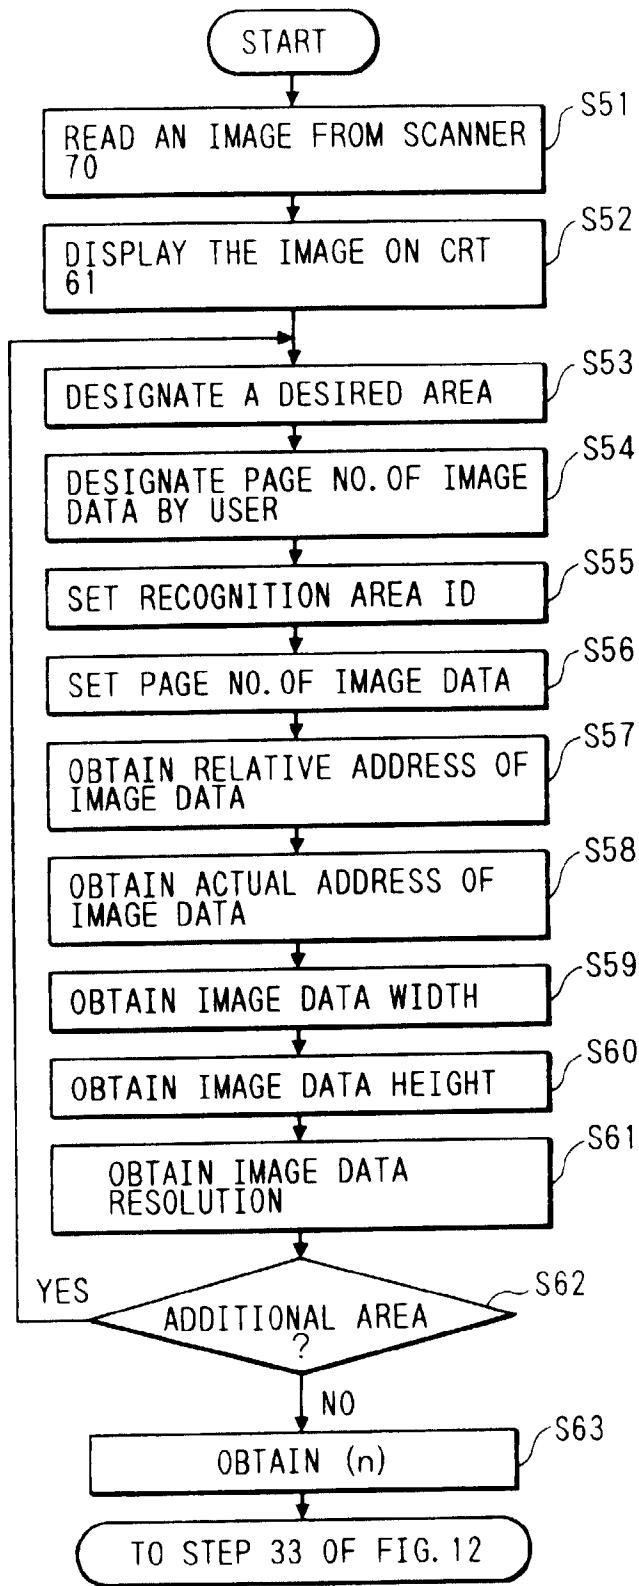 START
S51
READ AN IMAGE FROM SCANNER
70
S52
DISPLAY THE IMAGE ON CRT
61
S53
DESIGNATE A DESIRED AREA
S54
DESIGNATE PAGE NO. OF IMAGE
DATA BY USER
S55
SET RECOGNITION AREA ID
S56
SET PAGE NO. OF IMAGE DATA
S57
OBTAIN RELATIVE ADDRESS OF
IMAGE DATA
S58
OBTAIN ACTUAL ADDRESS OF
IMAGE DATA
S59
OBTAIN IMAGE DATA WIDTH
S60
OBTAIN IMAGE DATA HEIGHT
S61
OBTAIN IMAGE DATA
RESOLUTION
YES
S62
ADDITIONAL AREA
?
NO
S63
OBTAIN (n)
TO STEP 33 OF FIG. 12